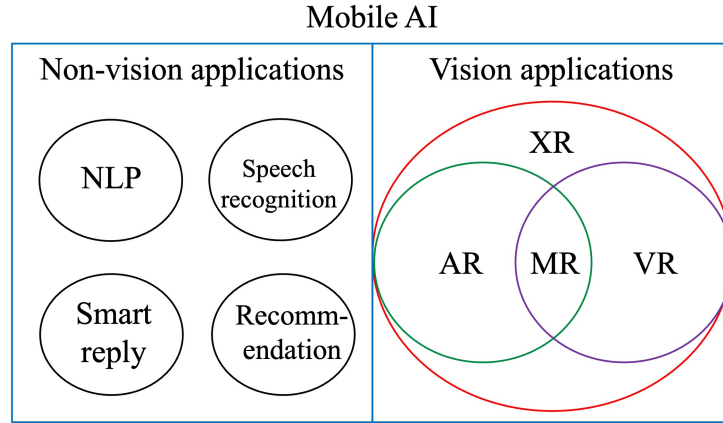 Mobile AI
Non-vision applications
Vision applications
NLP
Speech
recognition
Smart
reply
Recomm-
endation
XR
AR
MR
VR